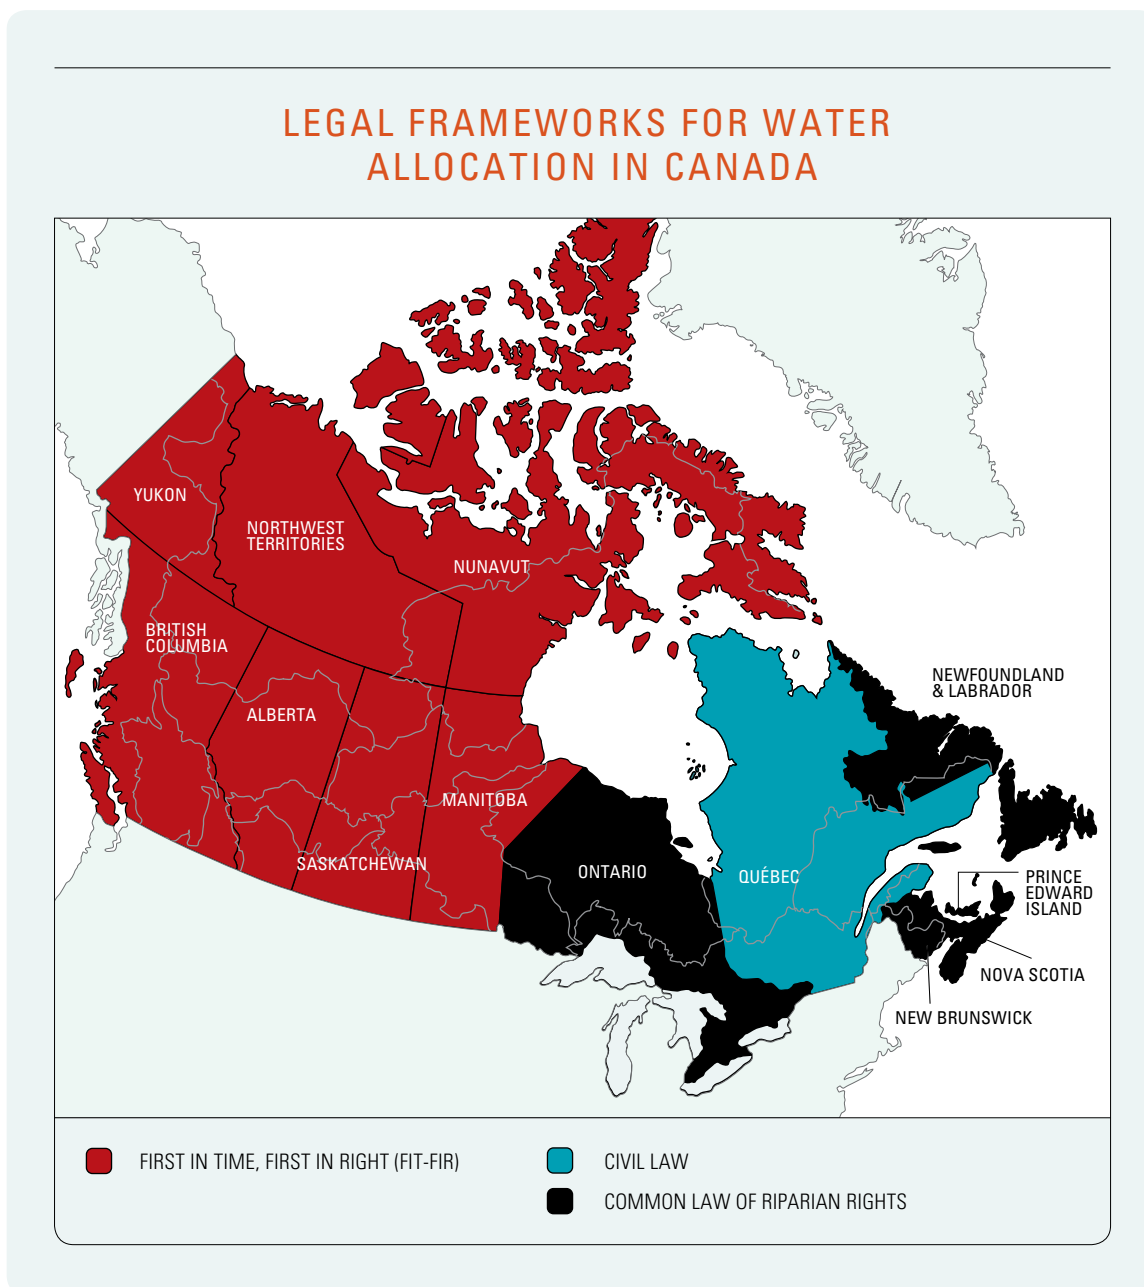 LEGAL FRAMEWORKS FOR WATER
ALLOCATION IN CANADA
YUKON
NORTHWEST
TERRITORIES
NUNAVUT
BRITISH
COLUMBIA
ALBERTA
NEWFOUNDLAND
& LABRADOR
MANITOBA
SASKATCHEWAN
ONTARIO
QUÉBEC
PRINCE
EDWARD
ISLAND
NOVA SCOTIA
NEW BRUNSWICK
FIRST IN TIME, FIRST IN RIGHT (FIT-FIR)
CIVIL LAW
COMMON LAW OF RIPARIAN RIGHTS